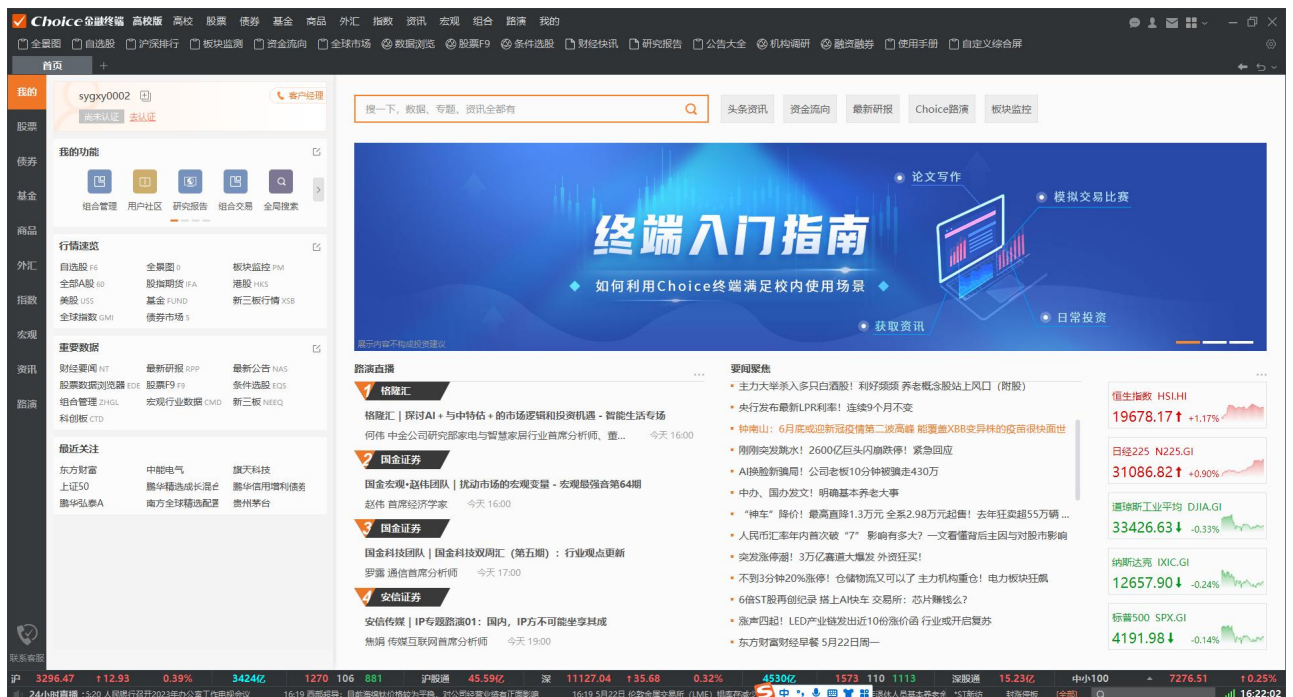 Choice金融终端 高校版 高校 股票 债券 基金 商品 外汇 指数 资讯 宏观 组合 路演 我的
全景图 自选股 沪深排行 板块监测 资金流向 全球市场 数据浏览 股票F9 条件选股 财经快讯 研究报告 公告大全 机构调研 融资融券 使用手册 自定义综合屏
首页
我的
股票
债券
基金
商品
外汇
指数
宏观
资讯
路演
联系客服
sygxy0002 客户经理
尚未认证 去认证
我的功能
组合管理 用户社区 研究报告 组合交易 全局搜索
行情速览
自选股 F6 全景图 0 板块监控 PM
全部A股 60 股指期货 IFA 港股 HKS
美股 USS 基金 FUND 新三板行情 XSB
全球指数 GMI 债券市场 5
重要数据
财经要闻 NT 最新研报 RPP 最新公告 NAS
股票数据浏览器 EDE 股票F9 F9 条件选股 EQS
组合管理 ZHGL 宏观行业数据 CMD 新三板 NEEQ
科创板 CTD
最近关注
东方财富 中能电气 旗天科技
上证50 鹏华精选成长混合 鹏华信用增利债券
鹏华弘泰A 南方全球精选配置 贵州茅台
搜一下，数据、专题、资讯全部有
头条资讯 资金流向 最新研报 Choice路演 板块监控
终端入门指南
如何利用Choice终端满足校内使用场景
论文写作
模拟交易比赛
日常投资
获取资讯
展示内容不构成投资建议
路演直播
1 格隆汇
格隆汇 | 探讨AI + 与中特估 + 的市场逻辑和投资机遇 - 智能生活专场
何伟 中金公司研究部家电与智慧家居行业首席分析师、董... 今天 16:00
2 国金证券
国金宏观•赵伟团队 | 扰动市场的宏观变量 - 宏观最强音第64期
赵伟 首席经济学家 今天 16:00
3 国金证券
国金科技团队 | 国金科技双周汇（第五期）：行业观点更新
罗露 通信首席分析师 今天 17:00
4 安信证券
安信传媒 | IP专题路演01：国内，IP方不可能坐享其成
焦娟 传媒互联网首席分析师 今天 19:00
要闻聚焦
主力大举杀入多只白酒股！利好频频 养老概念股站上风口（附股）
央行发布最新LPR利率！连续9个月不变
钟南山：6月底或迎新冠疫情第二波高峰 能覆盖XBB变异株的疫苗很快面世
刚刚突发跳水！2600亿巨头闪崩跌停！紧急回应
AI换脸新骗局！公司老板10分钟被骗走430万
中办、国办发文！明确基本养老大事
“神车”降价！最高直降1.3万元 全系2.98万元起售！去年狂卖超55万辆 ...
人民币汇率年内首次破“7” 影响有多大？一文看懂背后主因与对股市影响
突发涨停潮！3万亿赛道大爆发 外资狂买！
不到3分钟20%涨停！仓储物流又可以了 主力机构重仓！电力板块狂飙
6倍ST股再创纪录 搭上AI快车 交易所：芯片赚钱么？
涨声四起！LED产业链发出近10份涨价函 行业或开启复苏
东方财富财经早餐 5月22日周一
恒生指数 HSI.HI
19678.17 ⬆ +1.17%
日经225 N225.GI
31086.82 ⬆ +0.90%
道琼斯工业平均 DJIA.GI
33426.63 ⬇ -0.33%
纳斯达克 IXIC.GI
12657.90 ⬇ -0.24%
标普500 SPX.GI
4191.98 ⬇ -0.14%
沪 3296.47 ↑12.93 0.39% 3424亿 1270 106 881 沪股通 45.59亿 深 11127.04 ↑35.68 0.32% 4530亿 1573 110 1113 深股通 15.23亿 中小100 7276.51 ↑0.25%
24小时直播 16:19 5月22日 伦敦金属交易所（LME） 中 *ST新纺 封涨停板 (全部) 16:22:02